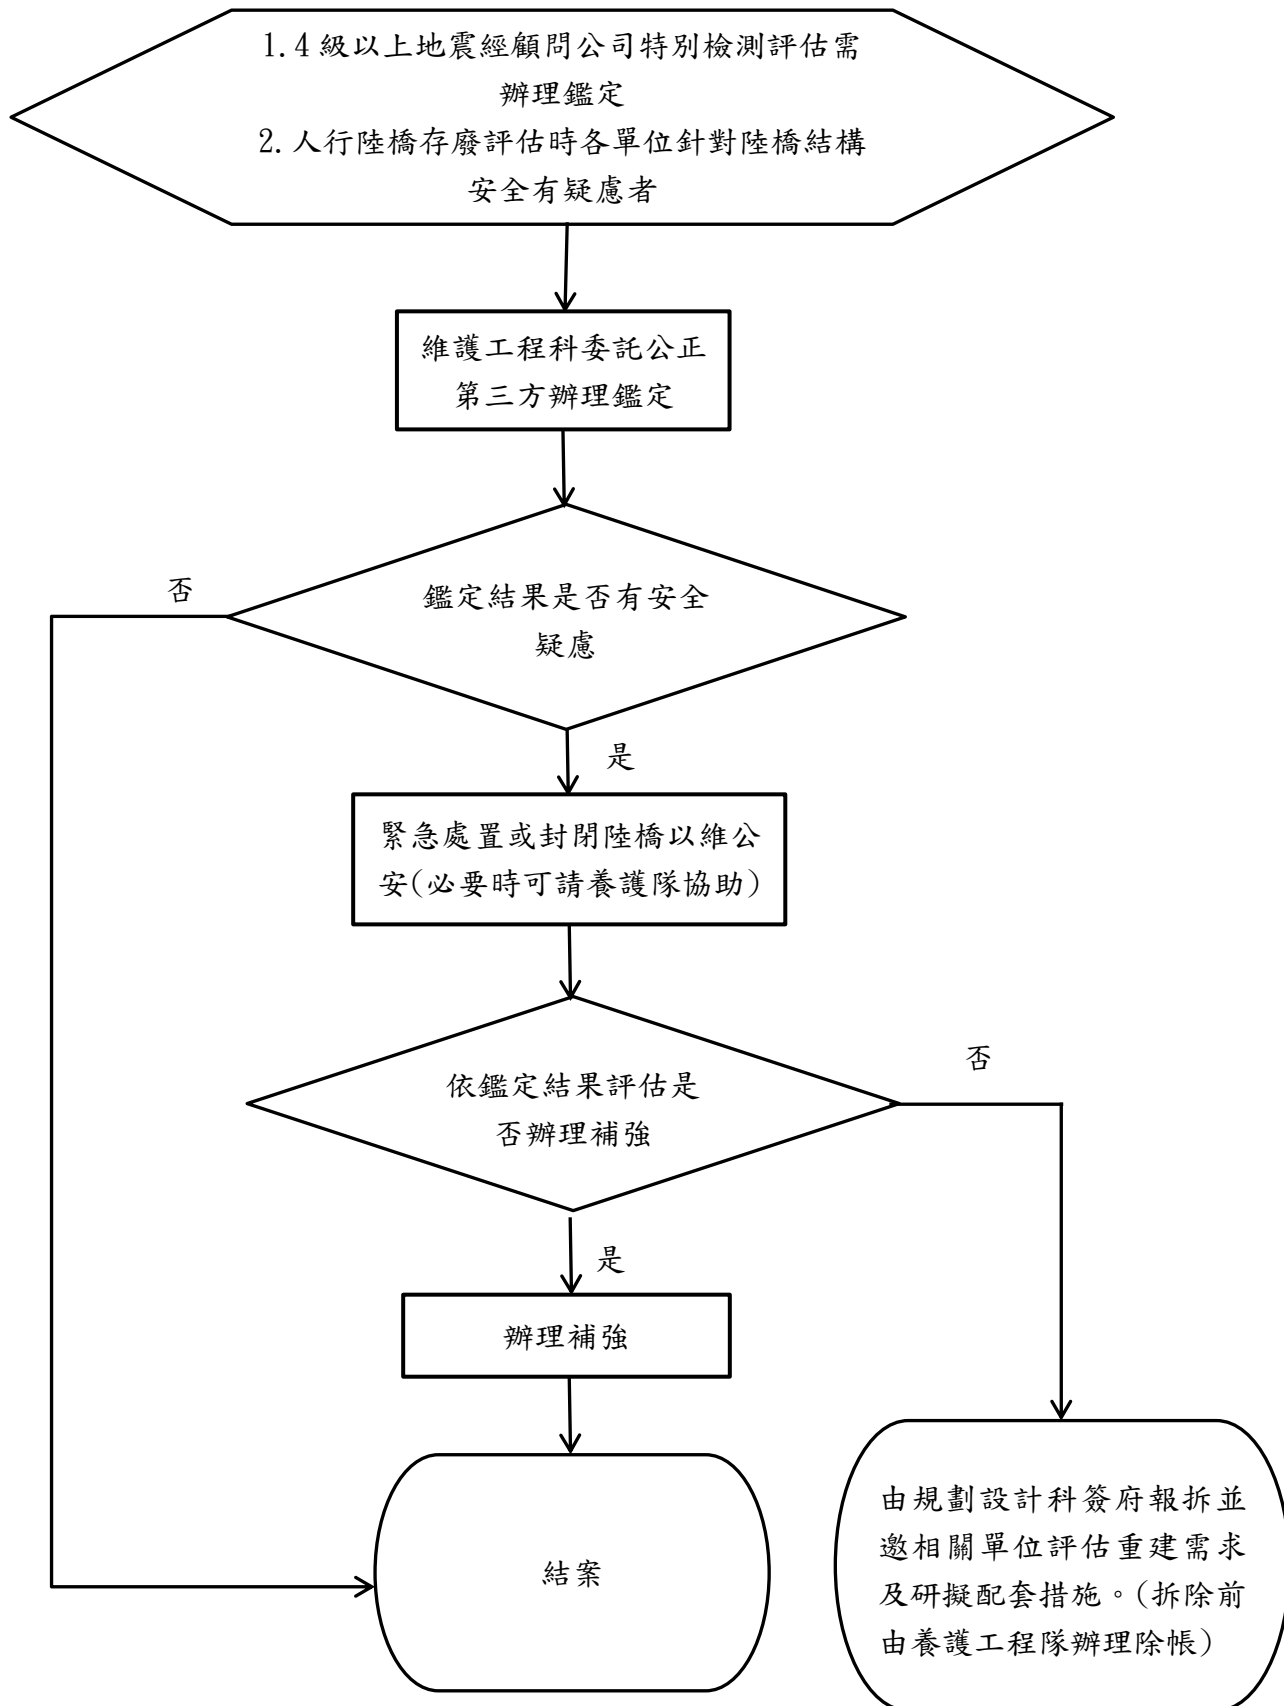 1.4級以上地震經顧問公司特別檢測評估需
辦理鑑定
2.人行陸橋存廢評估時各單位針對陸橋結構
安全有疑慮者
維護工程科委託公正
第三方辦理鑑定
否
鑑定結果是否有安全
疑慮
是
緊急處置或封閉陸橋以維公
安(必要時可請養護隊協助)
否
依鑑定結果評估是
否辦理補強
是
辦理補強
結案
由規劃設計科簽府報拆並
邀相關單位評估重建需求
及研擬配套措施。(拆除前
由養護工程隊辦理除帳)